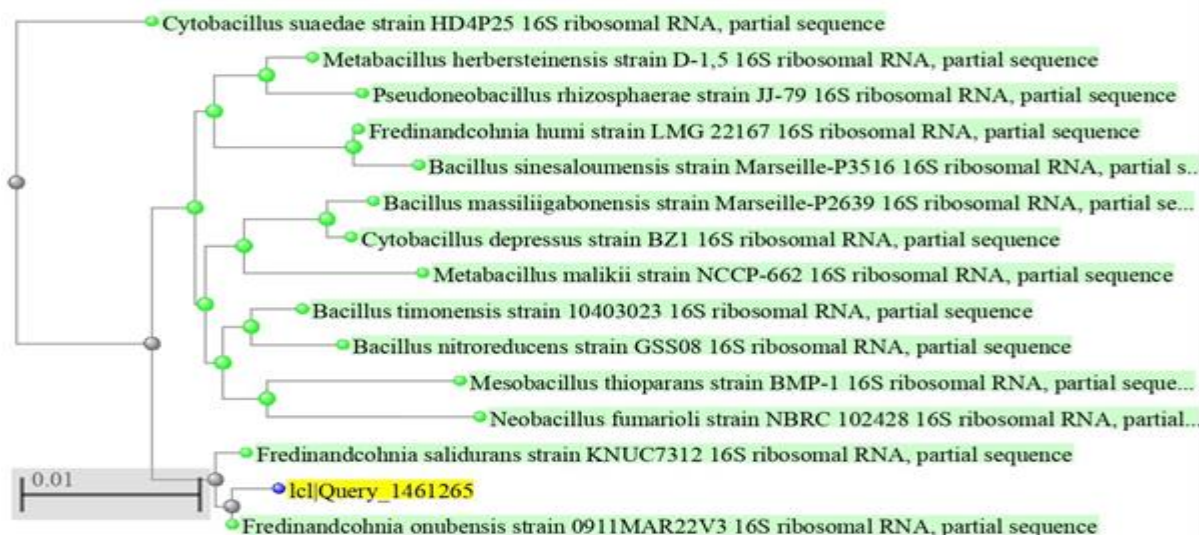 Cytobacillus suaedae strain HD4P25 16S ribosomal RNA, partial sequence
Metabacillus herbersteinensis strain D-1,5 16S ribosomal RNA, partial sequence
Pseudoneobacillus rhizosphaerae strain JJ-79 16S ribosomal RNA, partial sequence
Fredinandcohnia humi strain LMG 22167 16S ribosomal RNA, partial sequence
Bacillus sinesaloumensis strain Marseille-P3516 16S ribosomal RNA, partial s...
Bacillus massiliigabonensis strain Marseille-P2639 16S ribosomal RNA, partial se...
Cytobacillus depressus strain BZ1 16S ribosomal RNA, partial sequence
Metabacillus malikii strain NCCP-662 16S ribosomal RNA, partial sequence
Bacillus timonensis strain 10403023 16S ribosomal RNA, partial sequence
Bacillus nitroreducens strain GSS08 16S ribosomal RNA, partial sequence
Mesobacillus thioparans strain BMP-1 16S ribosomal RNA, partial seque...
Neobacillus fumarioli strain NBRC 102428 16S ribosomal RNA, partial...
Fredinandcohnia salidurans strain KNUC7312 16S ribosomal RNA, partial sequence
0.01
lcl|Query_1461265
Fredinandcohnia onubensis strain 0911MAR22V3 16S ribosomal RNA, partial sequence